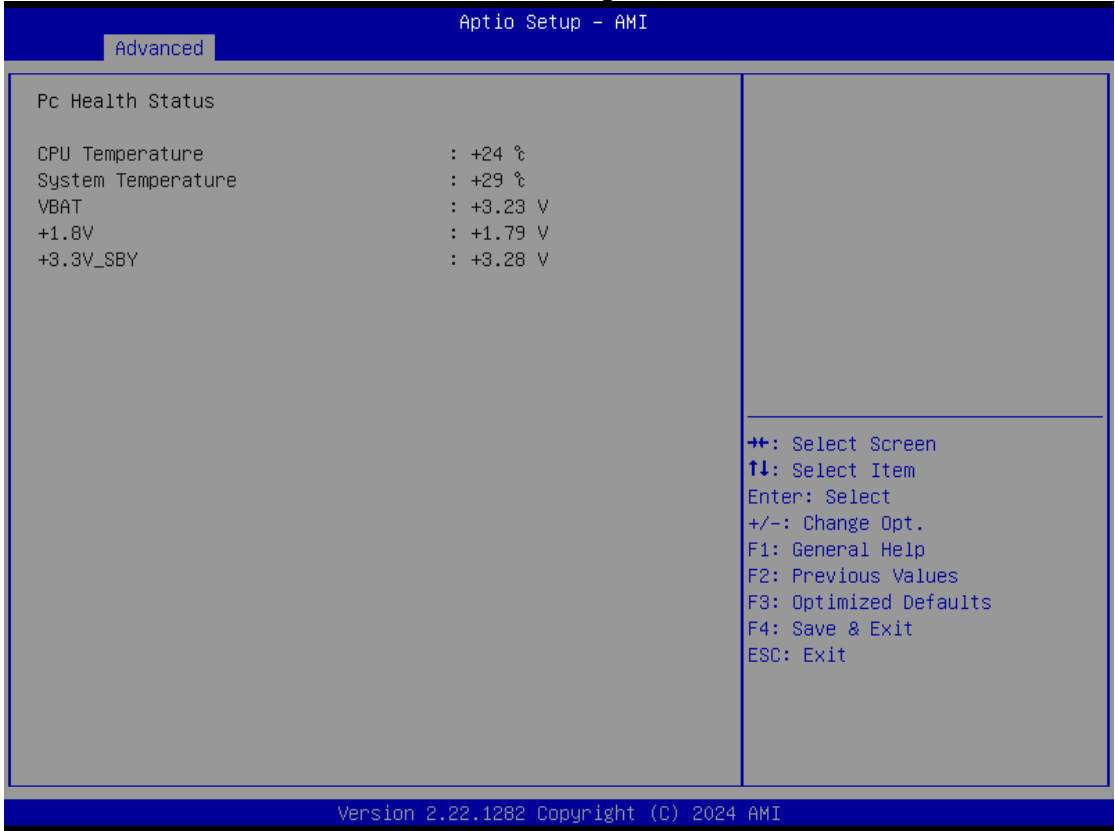 Aptio Setup – AMI
Advanced
Pc Health Status
CPU Temperature : +24 ℃
System Temperature : +29 ℃
VBAT : +3.23 V
+1.8V : +1.79 V
+3.3V_SBY : +3.28 V
→←: Select Screen
↑↓: Select Item
Enter: Select
+/-: Change Opt.
F1: General Help
F2: Previous Values
F3: Optimized Defaults
F4: Save & Exit
ESC: Exit
Version 2.22.1282 Copyright (C) 2024 AMI